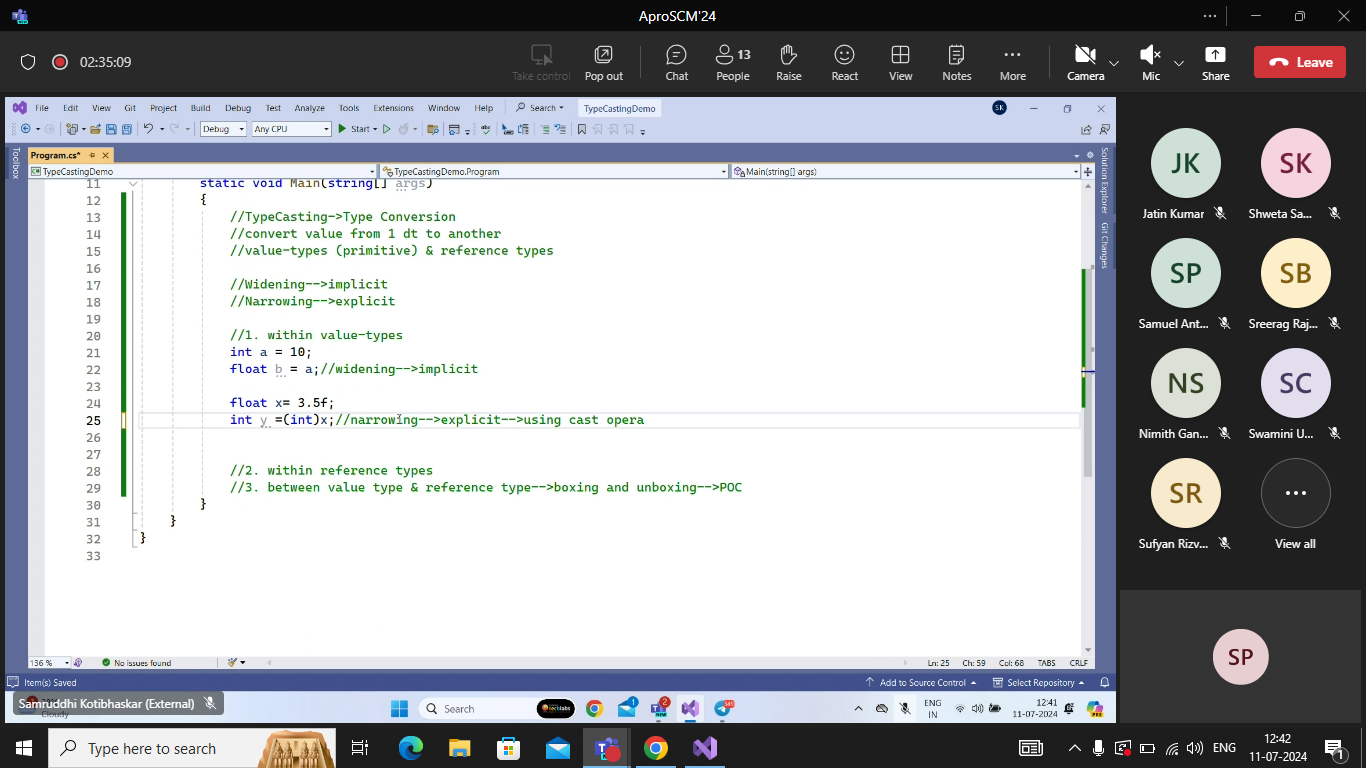 AproSCM'24
02:35:09
Take control
Pop out
Chat
13
People
Raise
React
View
Notes
More
Camera
Mic
Share
Leave
File Edit View Git Project Build Debug Test Analyze Tools Extensions Window Help Search TypeCastingDemo SK
Debug Any CPU Start
Toolbox
Program.cs*
TypeCastingDemo TypeCastingDemo.Program Main(string[] args)
Solution Explorer
Git Changes
11 static void Main(string[] args)
12 {
13 //TypeCasting->Type Conversion
14 //convert value from 1 dt to another
15 //value-types (primitive) & reference types
16
17 //Widening-->implicit
18 //Narrowing-->explicit
19
20 //1. within value-types
21 int a = 10;
22 float b = a;//widening-->implicit
23
24 float x= 3.5f;
25 int y =(int)x;//narrowing-->explicit-->using cast opera
26
27
28 //2. within reference types
29 //3. between value type & reference type-->boxing and unboxing-->POC
30 }
31 }
32 }
33
136 % No issues found Ln: 25 Ch: 59 Col: 68 TABS CRLF
Item(s) Saved Add to Source Control Select Repository
Samruddhi Kotibhaskar (External)
Cloudy
Search
techlabs
1
2
ENG
IN
12:41
11-07-2024
JK
Jatin Kumar
SK
Shweta Sa...
SP
Samuel Ant...
SB
Sreerag Raj...
NS
Nimith Gan...
SC
Swamini U...
SR
Sufyan Rizv...
View all
SP
Type here to search
ENG
12:42
11-07-2024
1